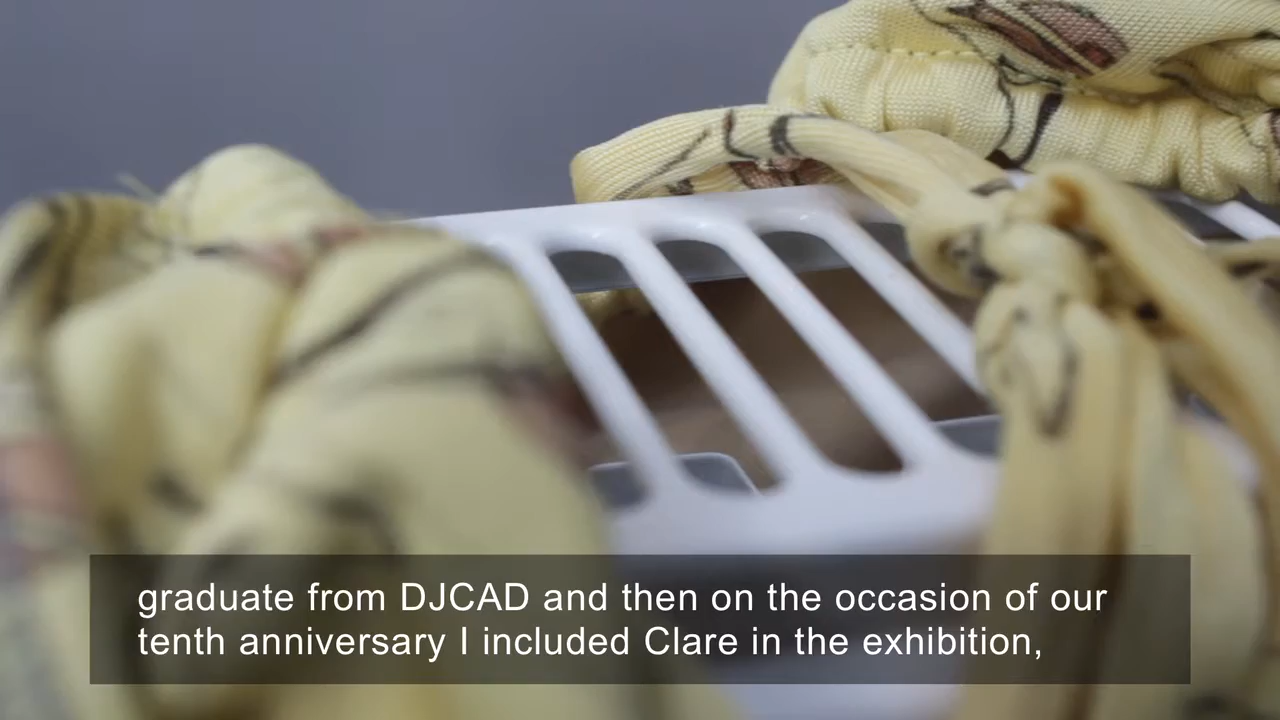 graduate from DJCAD and then on the occasion of our
tenth anniversary I included Clare in the exhibition,